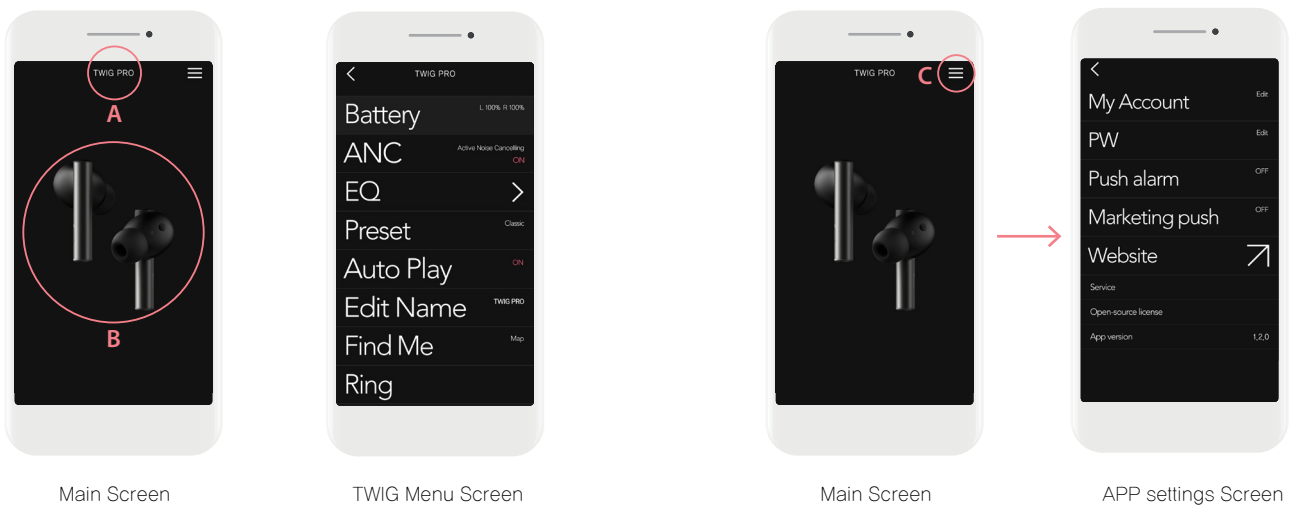 TWIG PRO
A
B
Main Screen
TWIG PRO
Battery
L 100% R 100%
ANC
Active Noise Cancelling
ON
EQ
Preset
Classic
Auto Play
ON
Edit Name
TWIG PRO
Find Me
Map
Ring
TWIG Menu Screen
TWIG PRO
C
Main Screen
My Account
Edit
PW
Edit
Push alarm
OFF
Marketing push
OFF
Website
Service
Open-source license
App version
1,2,0
APP settings Screen